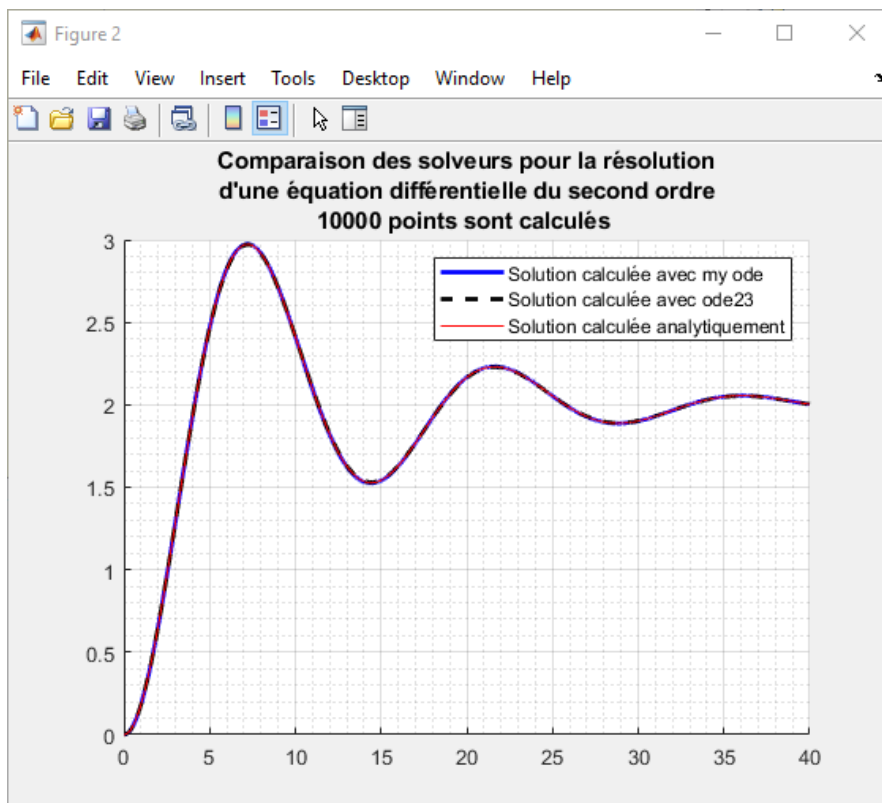 Figure 2
File Edit View Insert Tools Desktop Window Help
Comparaison des solveurs pour la résolution
d'une équation différentielle du second ordre
10000 points sont calculés
Solution calculée avec my ode
Solution calculée avec ode23
Solution calculée analytiquement
3
2.5
2
1.5
1
0.5
0
0 5 10 15 20 25 30 35 40